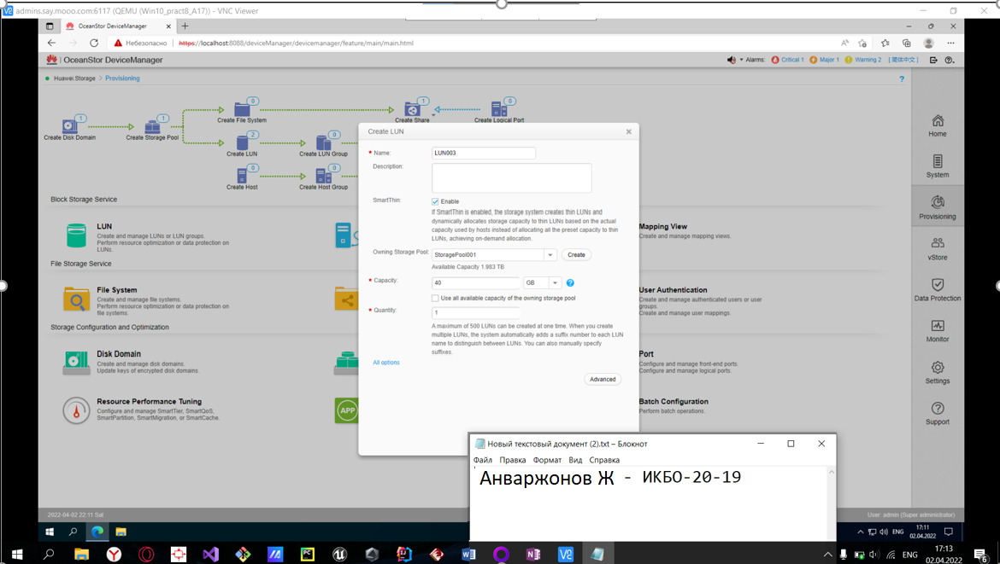 admins.say.mooo.com:6117 (QEMU (Win10_pract8_A17)) - VNC Viewer
OceanStor DeviceManager
Небезопасно
https://localhost:8088/deviceManager/devicemanager/feature/main/main.html
OceanStor DeviceManager
Alarms:
Critical 1
Major 1
Warning 2
[简体中文]
Huawei.Storage > Provisioning
1
Create Disk Domain
1
Create Storage Pool
0
Create File System
2
Create LUN
0
Create LUN Group
0
Create Host
0
Create Host Group
1
Create Share
0
Create Logical Port
Block Storage Service
LUN
Create and manage LUNs or LUN groups.
Perform resource optimization or data protection on
LUNs.
File Storage Service
File System
Create and manage file systems.
Perform resource optimization or data protection on
file systems.
Storage Configuration and Optimization
Disk Domain
Create and manage disk domains.
Update keys of encrypted disk domains.
Resource Performance Tuning
Configure and manage SmartTier, SmartQoS,
SmartPartition, SmartMigration, or SmartCache.
APP
Create LUN
* Name:
LUN003
Description:
SmartThin:
Enable
If SmartThin is enabled, the storage system creates thin LUNs and
dynamically allocates storage capacity to thin LUNs based on the actual
capacity used by hosts instead of allocating all the preset capacity to thin
LUNs, achieving on-demand allocation.
Owning Storage Pool:
StoragePool001
Create
Available Capacity 1.983 TB
* Capacity:
40
GB
Use all available capacity of the owning storage pool
* Quantity:
1
A maximum of 500 LUNs can be created at one time. When you create
multiple LUNs, the system automatically adds a suffix number to each LUN
name to distinguish between LUNs. You can also manually specify
suffixes.
All options
Advanced
Mapping View
Create and manage mapping views.
User Authentication
Create and manage authenticated users or user
groups.
Create and manage user mappings.
Port
Configure and manage front-end ports.
Configure and manage logical ports.
Batch Configuration
Perform batch operations.
Home
System
Provisioning
vStore
Data Protection
Monitor
Settings
Support
Новый текстовый документ (2).txt – Блокнот
Файл Правка Формат Вид Справка
Анваржонов Ж - ИКБО-20-19
2022-04-02 22:11 Sat
User: admin (Super administrator)
ENG
17:11
02.04.2022
ENG
17:13
02.04.2022
6